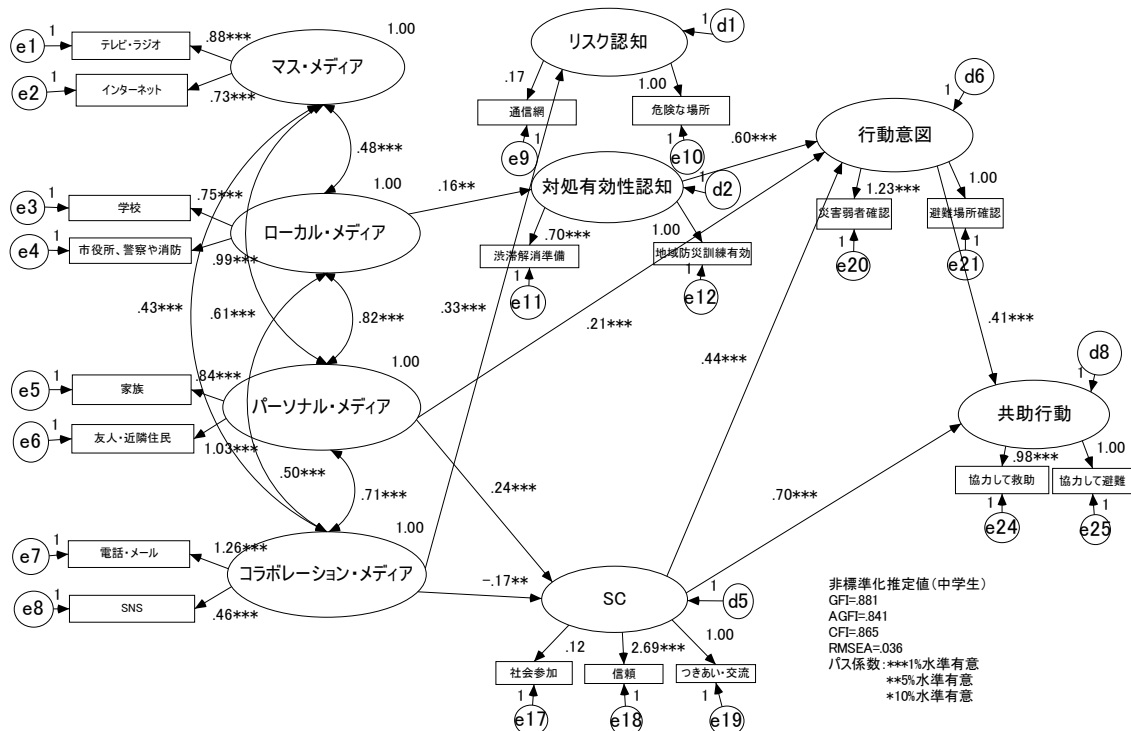 e1
1
テレビ・ラジオ
.88***
1.00
マス・メディア
e2
1
インターネット
.73***
.48***
e3
1
学校
.75***
1.00
ローカル・メディア
e4
1
市役所、警察や消防
.99***
.43***
.61***
.82***
e5
1
家族
.84***
1.00
パーソナル・メディア
e6
1
友人・近隣住民
1.03***
.50***
.71***
e7
1
電話・メール
1.26***
1.00
コラボレーション・メディア
e8
1
SNS
.46***
リスク認知
1
d1
.17
1.00
通信網
危険な場所
1
e9
1
e10
.16**
対処有効性認知
1
d2
.70***
1.00
渋滞解消準備
地域防災訓練有効
1
e11
1
e12
.33***
.60***
.21***
.44***
.24***
-.17**
.70***
行動意図
1
d6
1.23***
1.00
災害弱者確認
避難場所確認
1
e20
1
e21
.41***
共助行動
1
d8
.98***
1.00
協力して救助
協力して避難
1
e24
1
e25
SC
1
d5
.12
2.69***
1.00
社会参加
信頼
つきあい・交流
1
e17
1
e18
1
e19
非標準化推定値(中学生)
GFI=.881
AGFI=.841
CFI=.865
RMSEA=.036
パス係数:***1%水準有意
**5%水準有意
*10%水準有意